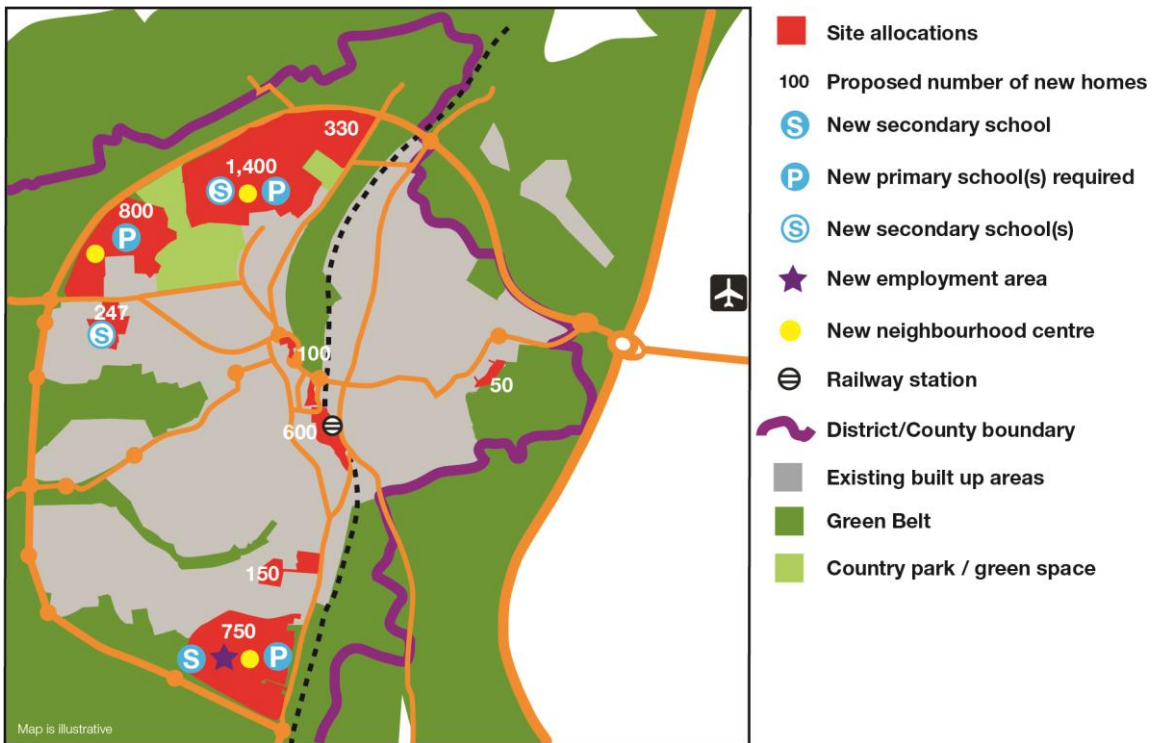 330
1,400
S
P
800
P
247
S
100
50
600
150
750
S
P
Map is illustrative
Site allocations
100 Proposed number of new homes
S New secondary school
P New primary school(s) required
S New secondary school(s)
New employment area
New neighbourhood centre
Railway station
District/County boundary
Existing built up areas
Green Belt
Country park / green space